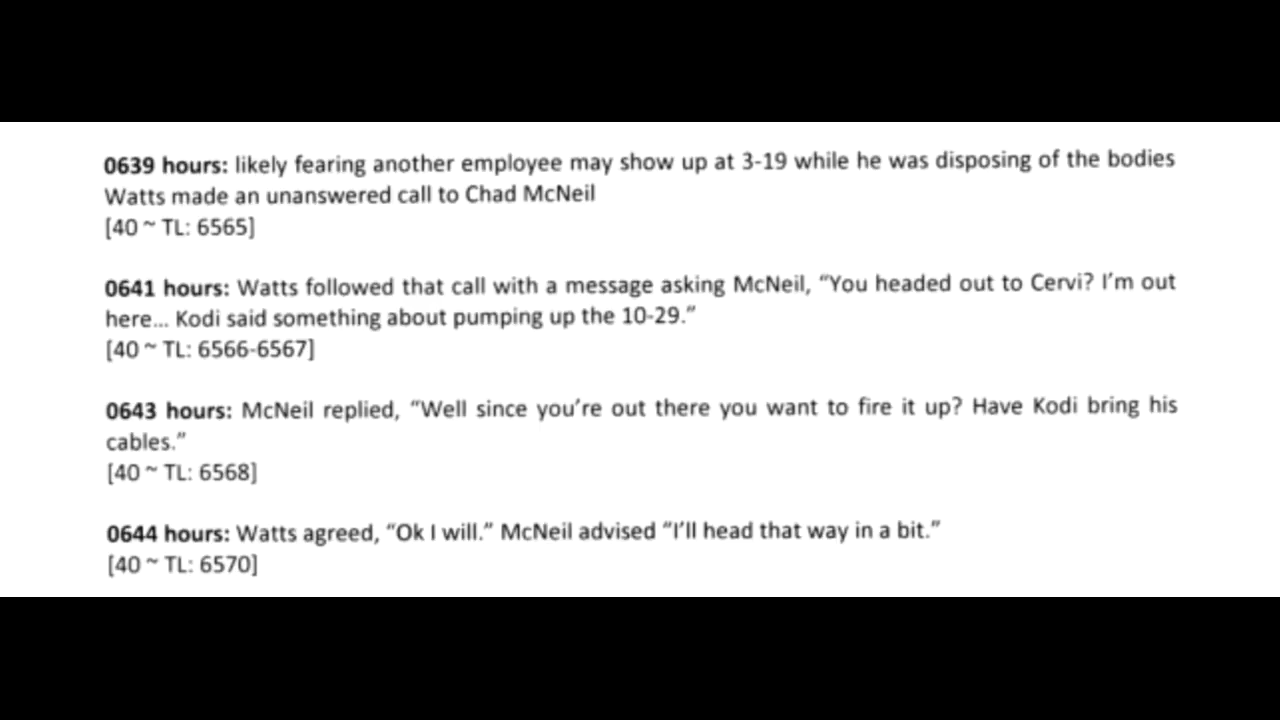 0639 hours: likely fearing another employee may show up at 3-19 while he was disposing of the bodies
Watts made an unanswered call to Chad McNeil
[40 ~ TL: 6565]
0641 hours: Watts followed that call with a message asking McNeil, “You headed out to Cervi? I’m out
here... Kodi said something about pumping up the 10-29.”
[40 ~ TL: 6566-6567]
0643 hours: McNeil replied, “Well since you’re out there you want to fire it up? Have Kodi bring his
cables.”
[40 ~ TL: 6568]
0644 hours: Watts agreed, “Ok I will.” McNeil advised “I’ll head that way in a bit.”
[40 ~ TL: 6570]